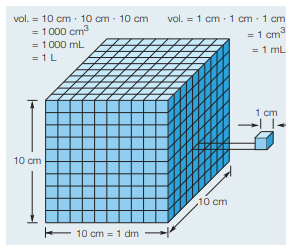 vol. = 10 cm · 10 cm · 10 cm
= 1 000 cm³
= 1 000 mL
= 1 L
vol. = 1 cm · 1 cm · 1 cm
= 1 cm³
= 1 mL
1 cm
10 cm
10 cm
10 cm = 1 dm